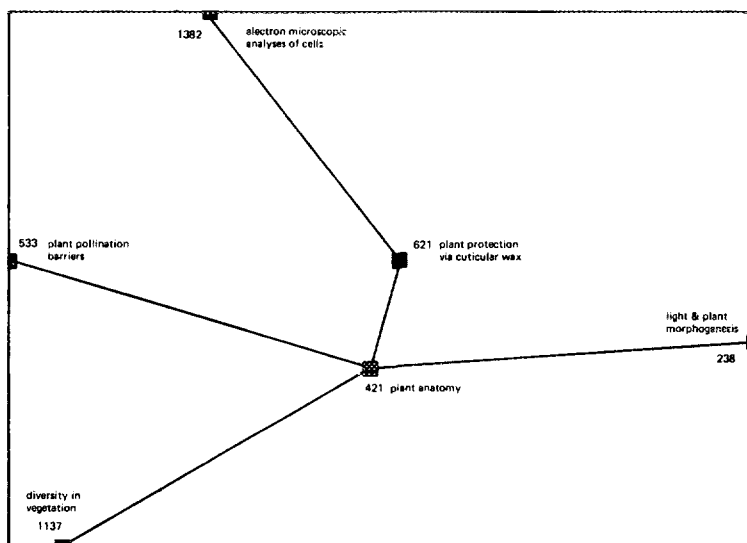 1382
electron microscopic
analyses of cells
533 plant pollination
barriers
621 plant protection
via cuticular wax
light & plant
morphogenesis
238
421 plant anatomy
diversity in
vegetation
1137